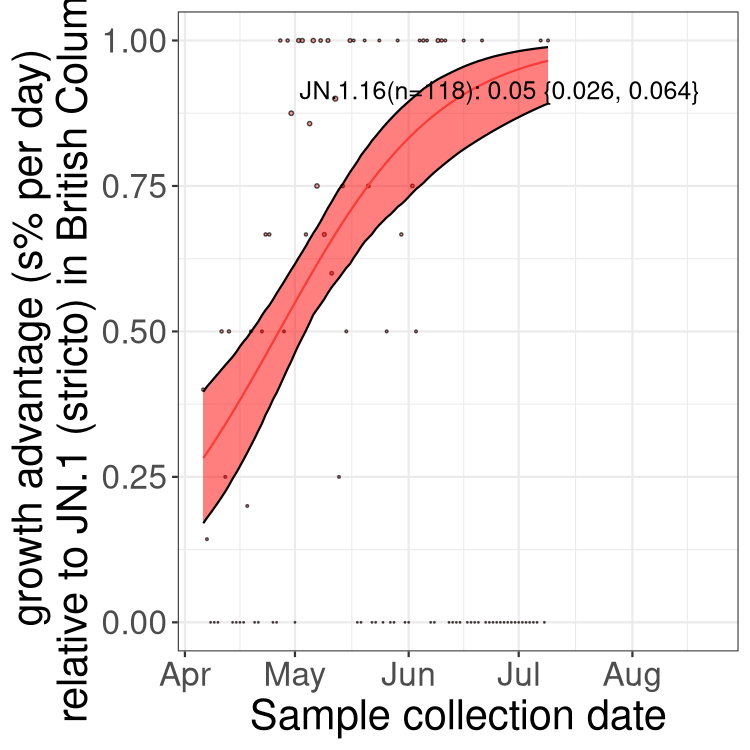 growth advantage (s% per day)
relative to JN.1 (stricto) in British Colum
1.00
0.75
0.50
0.25
0.00
JN.1.16(n=118): 0.05 {0.026, 0.064}
Apr May Jun Jul Aug
Sample collection date